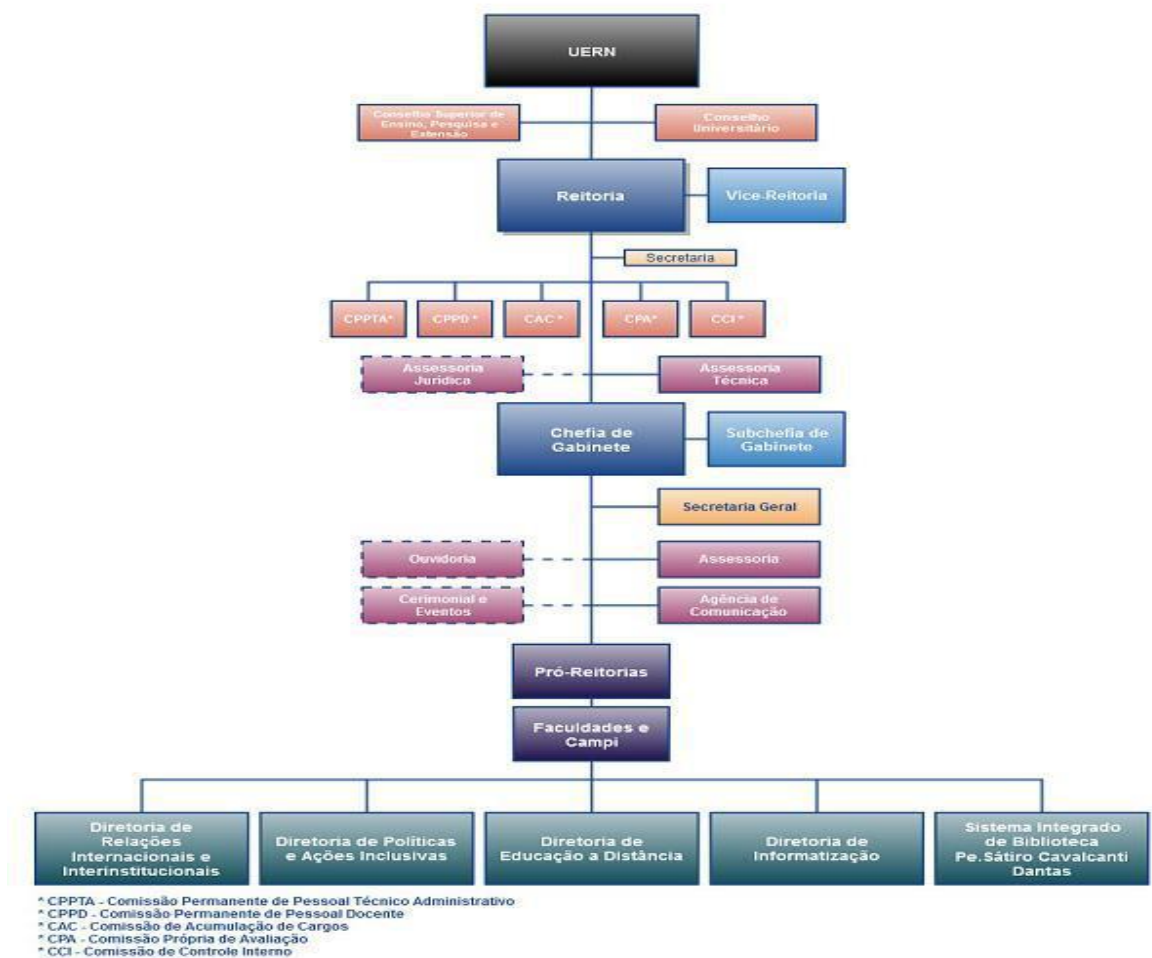 UERN
Conselho Superior de
Ensino, Pesquisa e
Extensão
Conselho
Universitário
Reitoria
Vice-Reitoria
Secretaria
CPPTA*
CPPD *
CAC *
CPA*
CCI *
Assessoria
Jurídica
Assessoria
Técnica
Chefia de
Gabinete
Subchefia de
Gabinete
Secretaria Geral
Ouvidoria
Assessoria
Cerimonial e
Eventos
Agência de
Comunicação
Pró-Reitorias
Faculdades e
Campi
Diretoria de
Relações
Internacionais e
Interinstitucionais
Diretoria de Políticas
e Ações Inclusivas
Diretoria de
Educação a Distância
Diretoria de
Informatização
Sistema Integrado
de Biblioteca
Pe.Sátiro Cavalcanti
Dantas
* CPPTA - Comissão Permanente de Pessoal Técnico Administrativo
* CPPD - Comissão Permanente de Pessoal Docente
* CAC - Comissão de Acumulação de Cargos
* CPA - Comissão Própria de Avaliação
* CCI - Comissão de Controle Interno